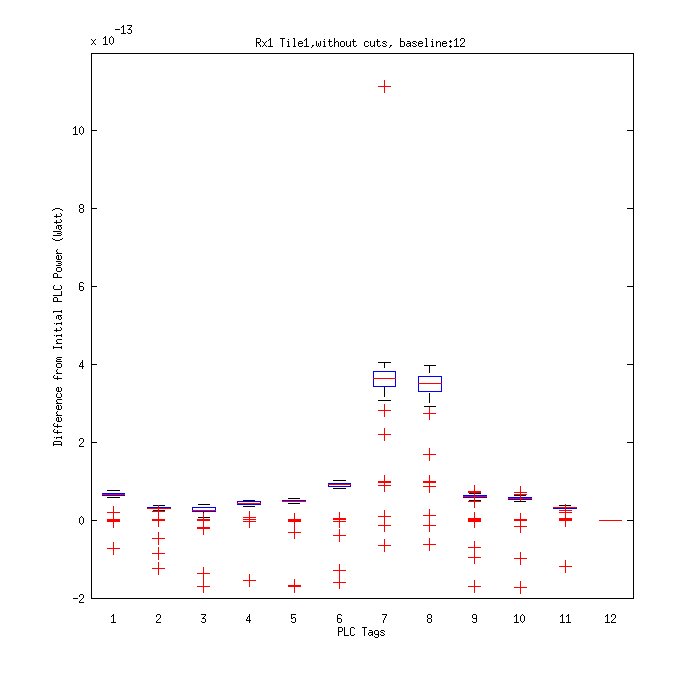 x 10-13
Rx1 Tile1,without cuts, baseline:12
Difference from Initial PLC Power (Watt)
10
8
6
4
2
0
-2
1 2 3 4 5 6 7 8 9 10 11 12
PLC Tags